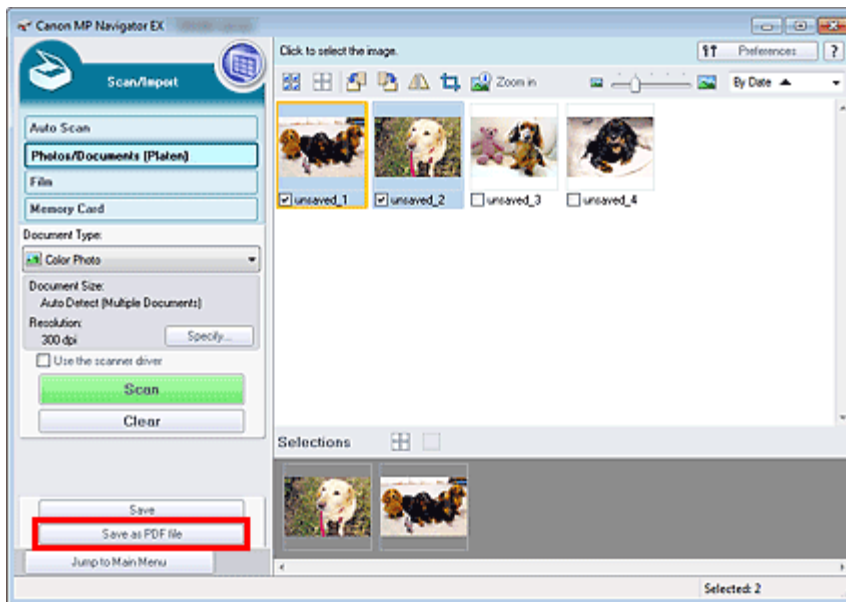 Canon MP Navigator EX
Scan/Import
Auto Scan
Photos/Documents (Platen)
Film
Memory Card
Document Type:
Color Photo
Document Size:
Auto Detect (Multiple Documents)
Resolution:
300 dpi
Specify...
Use the scanner driver
Scan
Clear
Save
Save as PDF file
Jump to Main Menu
Click to select the image.
Preferences
?
Zoom in
By Date
unsaved_1
unsaved_2
unsaved_3
unsaved_4
Selections
Selected: 2